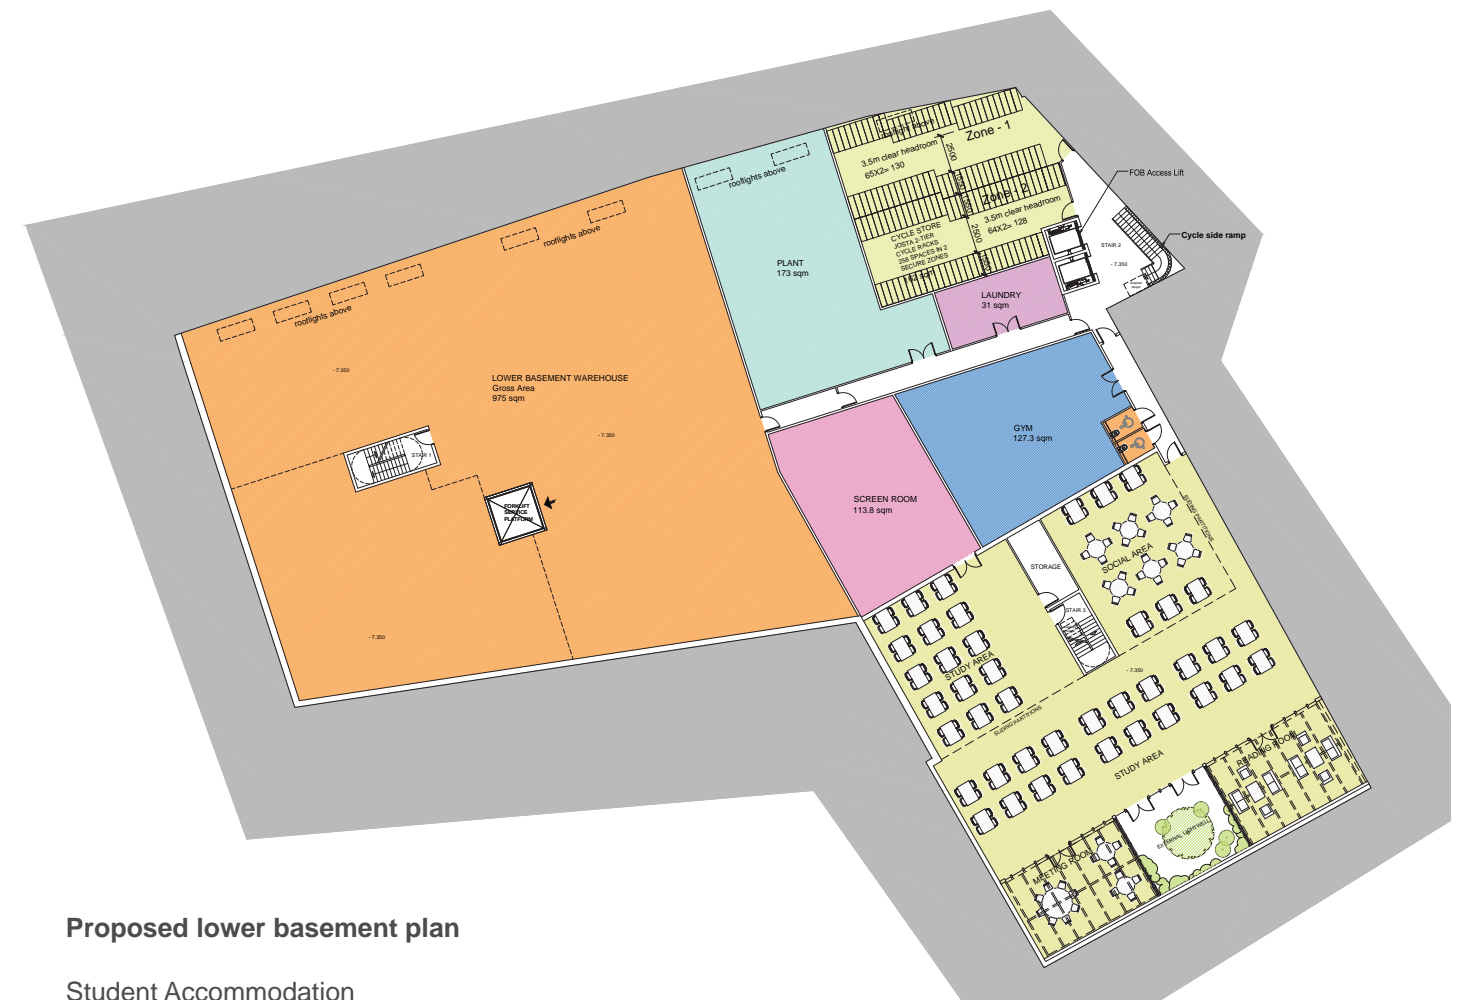 Zone - 1
rooflight above
3.5m clear headroom
65X2= 130
2500
FOB Access Lift
rooflights above
Zone - 2
3.5m clear headroom
64X2= 128
2500
CYCLE STORE
JOSTA 2-TIER
CYCLE RACKS
258 SPACES IN 2
SECURE ZONES
Cycle side ramp
STAIR 2
- 7.350
rooflights above
PLANT
173 sqm
LAUNDRY
31 sqm
rooflights above
- 7.350
LOWER BASEMENT WAREHOUSE
Gross Area
975 sqm
- 7.350
GYM
127.3 sqm
STAIR 1
SCREEN ROOM
113.8 sqm
FORKLIFT
SERVICE
PLATFORM
SLIDING PARTITIONS
SOCIAL AREA
STORAGE
STAIR 3
- 7.350
STUDY AREA
- 7.350
SLIDING PARTITIONS
STUDY AREA
READING ROOM
EXTERNAL LIGHTWELL
MEETING ROOM
Proposed lower basement plan
Student Accommodation